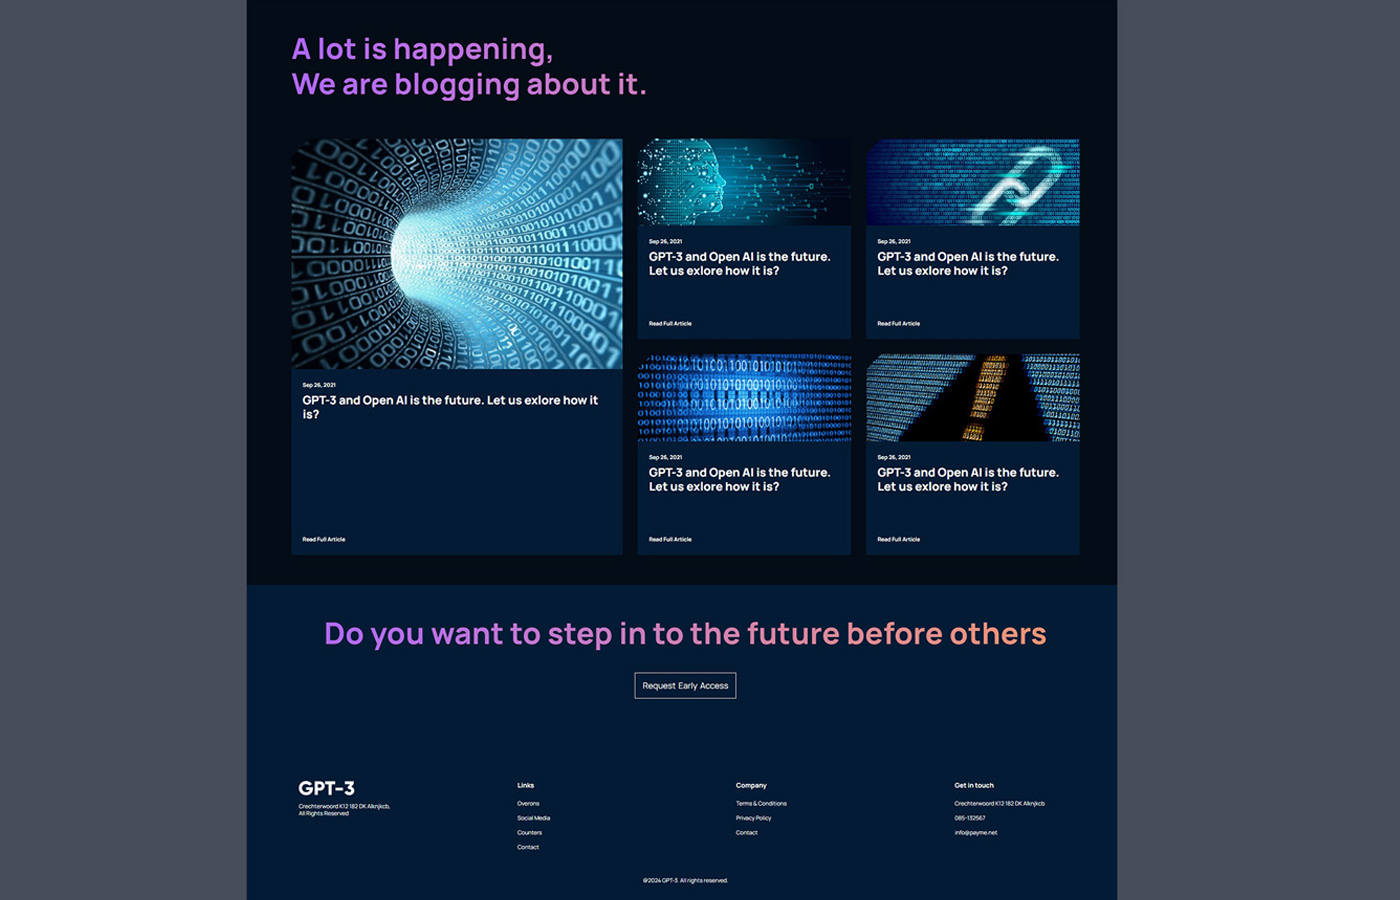 A lot is happening,
We are blogging about it.
Sep 26, 2021
GPT-3 and Open AI is the future. Let us exlore how it
is?
Read Full Article
Sep 26, 2021
GPT-3 and Open AI is the future.
Let us exlore how it is?
Read Full Article
Sep 26, 2021
GPT-3 and Open AI is the future.
Let us exlore how it is?
Read Full Article
Sep 26, 2021
GPT-3 and Open AI is the future.
Let us exlore how it is?
Read Full Article
Sep 26, 2021
GPT-3 and Open AI is the future.
Let us exlore how it is?
Read Full Article
Do you want to step in to the future before others
Request Early Access
GPT-3
Crechterwoord K12 182 DK Alknjkcb,
All Rights Reserved
Links
Overons
Social Media
Counters
Contact
Company
Terms & Conditions
Privacy Policy
Contact
Get in touch
Crechterwoord K12 182 DK Alknjkcb
085-132567
info@payme.net
@2024 GPT-3. All rights reserved.